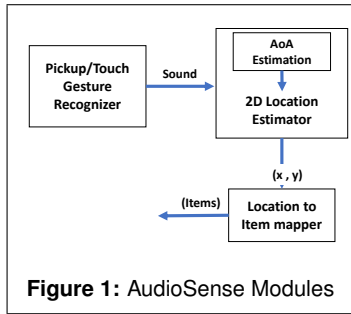 Pickup/Touch
Gesture
Recognizer
Sound
AoA
Estimation
2D Location
Estimator
(x , y)
(Items)
Location to
Item mapper
Figure 1: AudioSense Modules